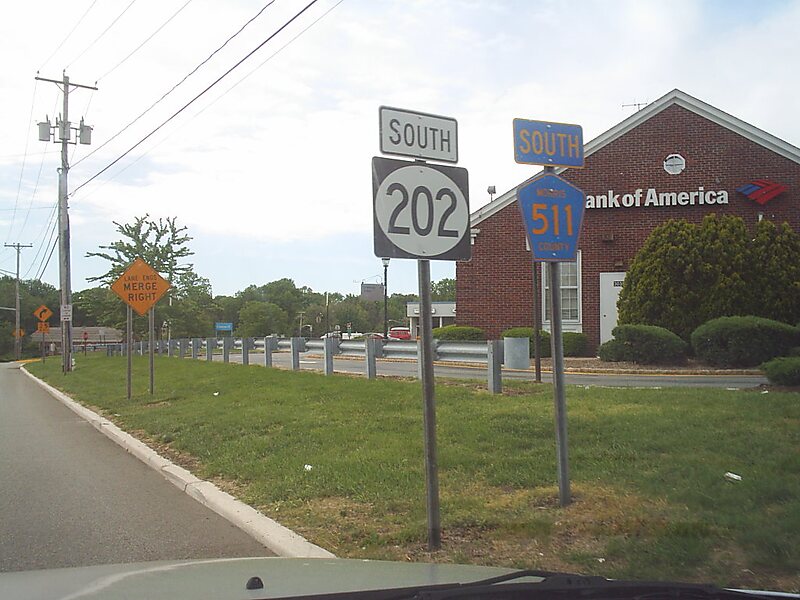 SOUTH
202
SOUTH
MORRIS
511
COUNTY
ank of America
LANE ENDS
MERGE
RIGHT